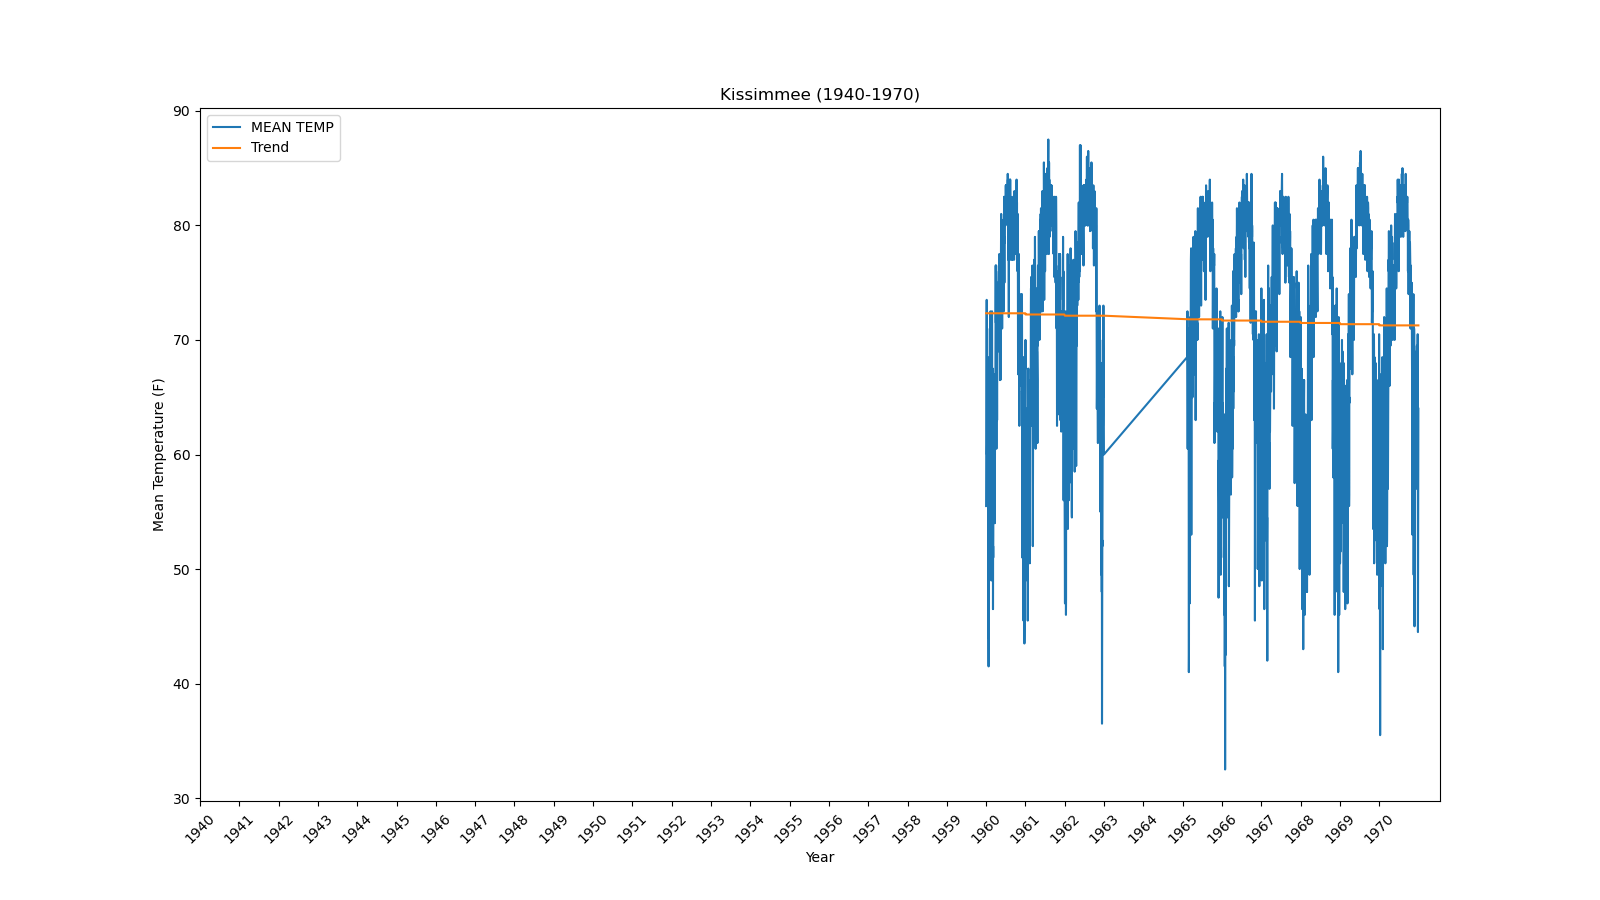 Kissimmee (1940-1970)
MEAN TEMP
Trend
Mean Temperature (F)
90
80
70
60
50
40
30
1940 1941 1942 1943 1944 1945 1946 1947 1948 1949 1950 1951 1952 1953 1954 1955 1956 1957 1958 1959 1960 1961 1962 1963 1964 1965 1966 1967 1968 1969 1970
Year